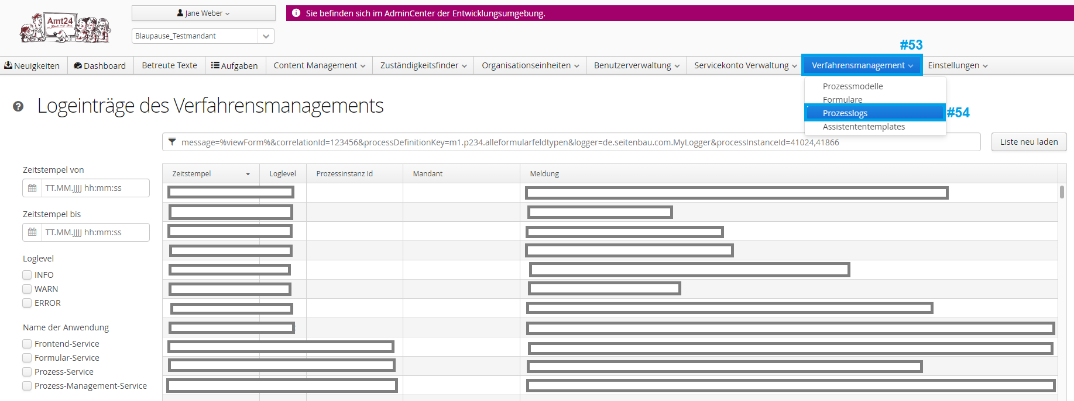 Amt24
Jane Weber
Sie befinden sich im AdminCenter der Entwicklungsumgebung.
Blaupause_Testmandant
#53
Neuigkeiten Dashboard Betreute Texte Aufgaben Content Management Zuständigkeitsfinder Organisationseinheiten Benutzerverwaltung Servicekonto Verwaltung Verfahrensmanagement Einstellungen
Prozessmodelle
Formulare
Prozesslogs #54
Assistententemplates
? Logeinträge des Verfahrensmanagements
message=%viewForm%&correlationId=123456&processDefinitionKey=m1.p234.alleformularfeldtypen&logger=de.seitenbau.com.MyLogger&processInstanceId=41024,41866 Liste neu laden
Zeitstempel von
TT.MM.JJJJ hh:mm:ss
Zeitstempel bis
TT.MM.JJJJ hh:mm:ss
Loglevel
INFO
WARN
ERROR
Name der Anwendung
Frontend-Service
Formular-Service
Prozess-Service
Prozess-Management-Service
Zeitstempel Loglevel Prozessinstanz Id Mandant Meldung